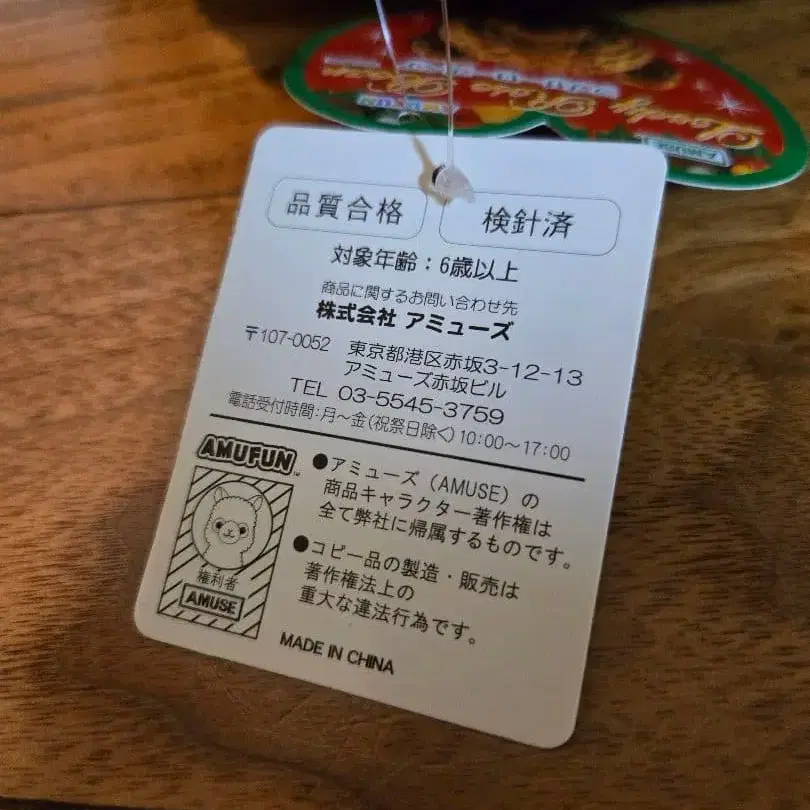 Lovely Rose Moon
AMUSE
品質合格
検針済
対象年齢：6歳以上
商品に関するお問い合わせ先
株式会社 アミューズ
〒107-0052 東京都港区赤坂3-12-13
アミューズ赤坂ビル
TEL 03-5545-3759
電話受付時間：月～金(祝祭日除く)10:00～17:00
AMUFUN™
権利者
AMUSE
●アミューズ（AMUSE）の
商品キャラクター著作権は
全て弊社に帰属するものです。
●コピー品の製造・販売は
著作権法上の
重大な違法行為です。
MADE IN CHINA